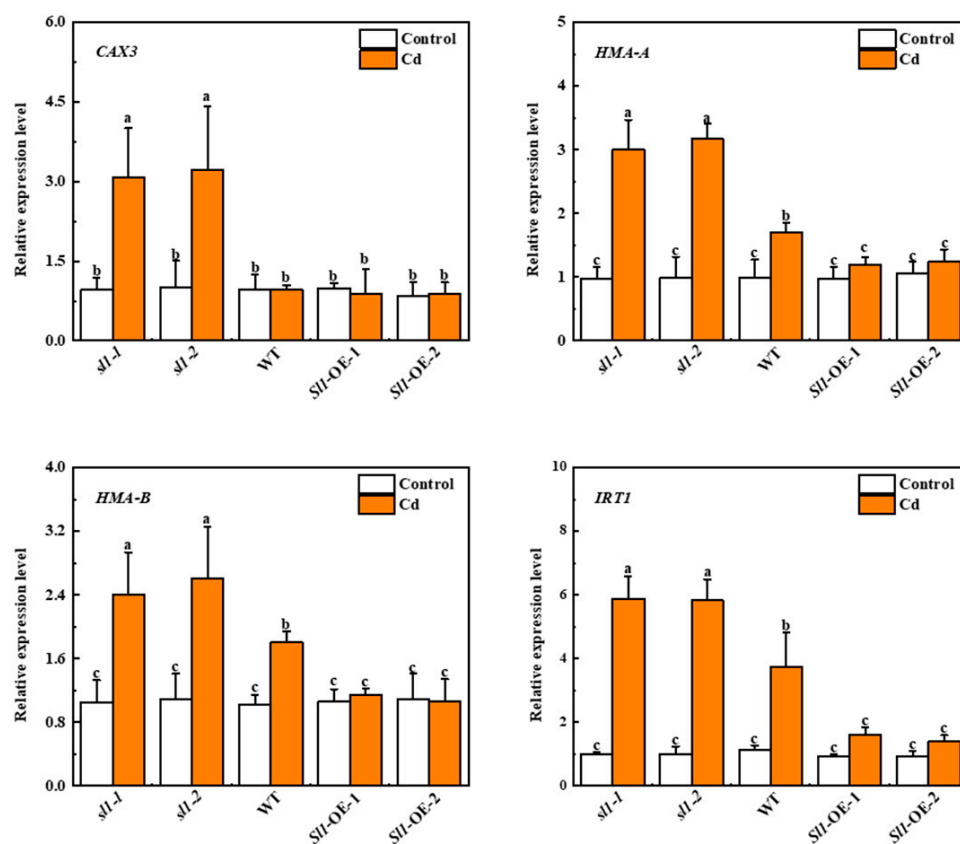 CAX3
Control
Cd
Relative expression level
6.0
4.5
3.0
1.5
0.0
b a b a b b b b b b
sl1-1 sl1-2 WT Sl1-OE-1 Sl1-OE-2
HMA-A
Control
Cd
Relative expression level
5
4
3
2
1
0
c a c a c b c c c c
sl1-1 sl1-2 WT Sl1-OE-1 Sl1-OE-2
HMA-B
Control
Cd
Relative expression level
4.0
3.2
2.4
1.6
0.8
0.0
c a c a c b c c c c
sl1-1 sl1-2 WT Sl1-OE-1 Sl1-OE-2
IRT1
Control
Cd
Relative expression level
10
8
6
4
2
0
c a c a c b c c c c
sl1-1 sl1-2 WT Sl1-OE-1 Sl1-OE-2